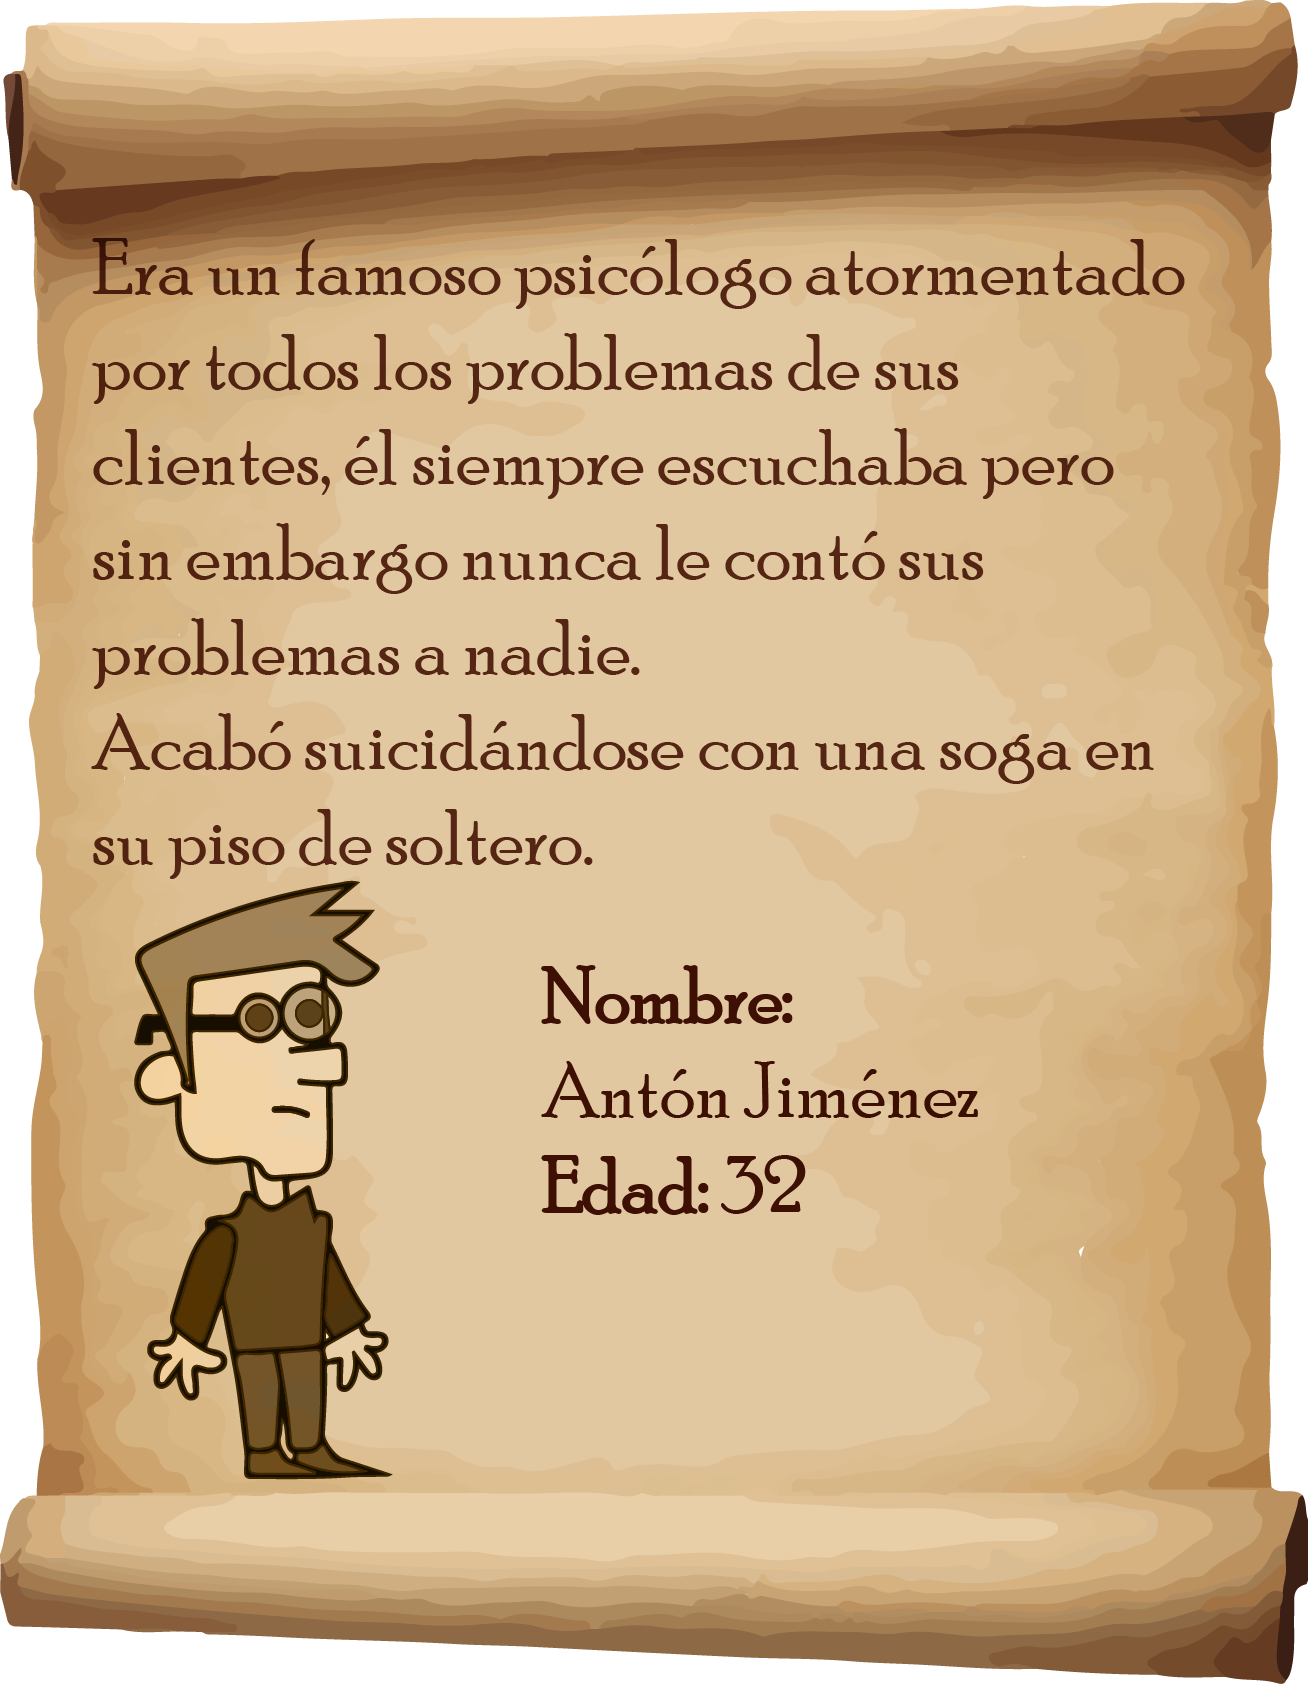 Era un famoso psicólogo atormentado
por todos los problemas de sus
clientes, él siempre escuchaba pero
sin embargo nunca le contó sus
problemas a nadie.
Acabó suicidándose con una soga en
su piso de soltero.
Nombre:
Antón Jiménez
Edad: 32